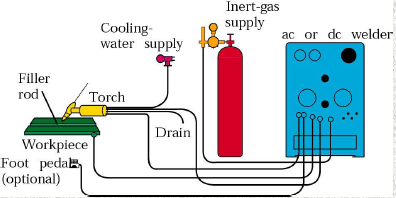 Inert-gas
supply
Cooling-
water supply
ac or dc welder
Filler
rod
Torch
Drain
Workpiece
Foot pedal
(optional)